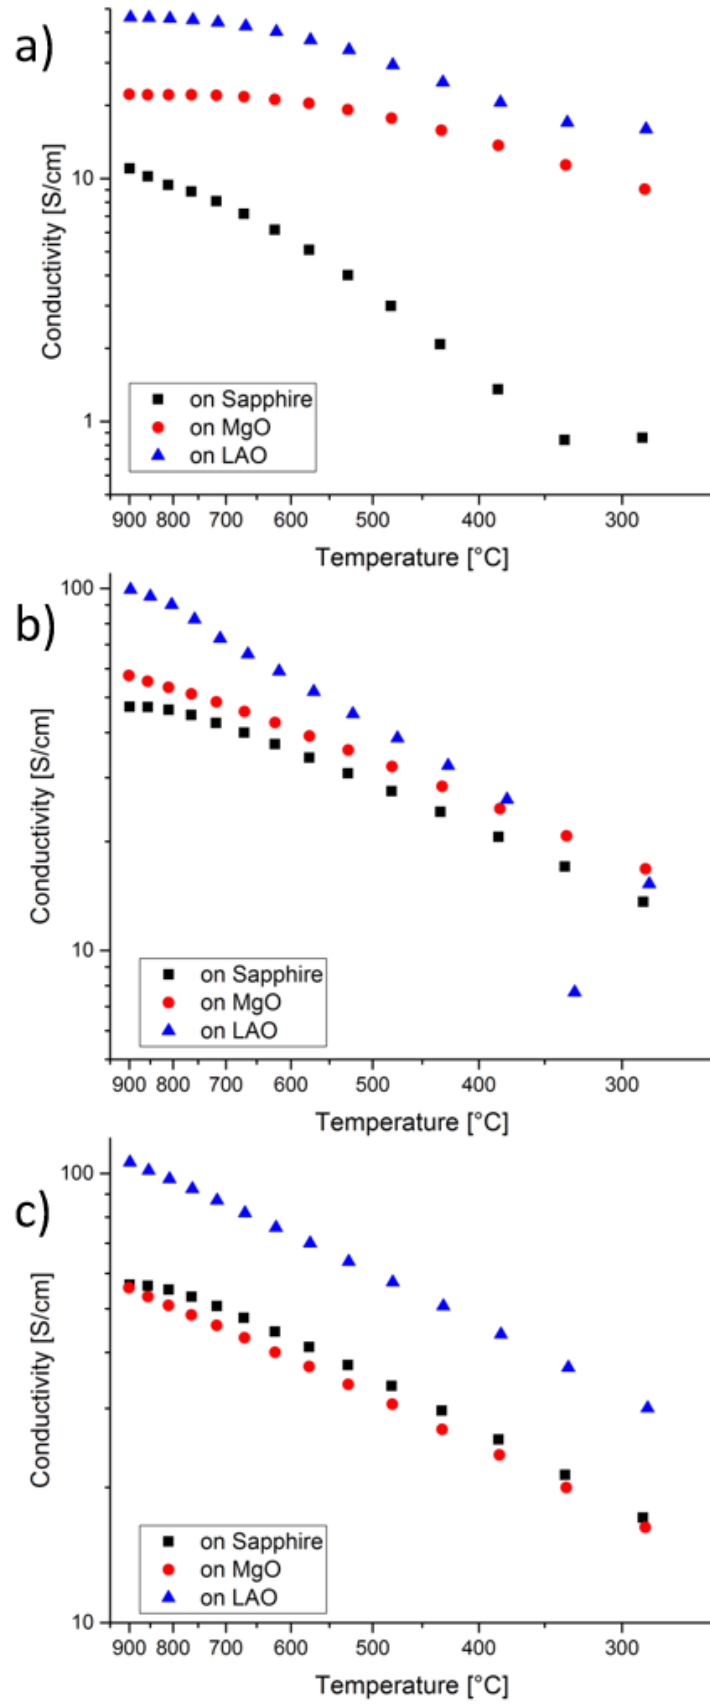 a)
Conductivity [S/cm]
10
1
on Sapphire
on MgO
on LAO
900 800 700 600 500 400 300
Temperature [°C]
b)
Conductivity [S/cm]
100
10
on Sapphire
on MgO
on LAO
900 800 700 600 500 400 300
Temperature [°C]
c)
Conductivity [S/cm]
100
10
on Sapphire
on MgO
on LAO
900 800 700 600 500 400 300
Temperature [°C]